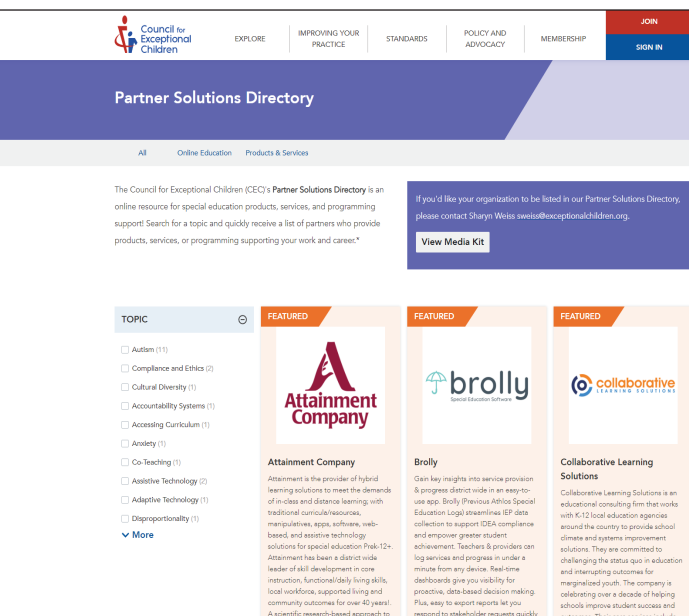 Council for
Exceptional
Children
EXPLORE
IMPROVING YOUR
PRACTICE
STANDARDS
POLICY AND
ADVOCACY
MEMBERSHIP
JOIN
SIGN IN
Partner Solutions Directory
All Online Education Products & Services
The Council for Exceptional Children (CEC)'s Partner Solutions Directory is an
online resource for special education products, services, and programming
support! Search for a topic and quickly receive a list of partners who provide
products, services, or programming supporting your work and career.*
If you'd like your organization to be listed in our Partner Solutions Directory,
please contact Sharyn Weiss sweiss@exceptionalchildren.org.
View Media Kit
TOPIC
Autism (11)
Compliance and Ethics (2)
Cultural Diversity (1)
Accountability Systems (1)
Accessing Curriculum (1)
Anxiety (1)
Co-Teaching (1)
Assistive Technology (2)
Adaptive Technology (1)
Disproportionality (1)
More
FEATURED
Attainment
Company
Attainment Company
Attainment is the provider of hybrid
learning solutions to meet the demands
of in-class and distance learning; with
traditional curricula/resources,
manipulatives, apps, software, web-
based, and assistive technology
solutions for special education Prek-12+.
Attainment has been a district wide
leader of skill development in core
instruction, functional/daily living skills,
local workforce, supported living and
community outcomes for over 40 years!
A scientific research-based approach to
FEATURED
brolly
Special Education Software
Brolly
Gain key insights into service provision
& progress district wide in an easy-to-
use app. Brolly (Previous Athlos Special
Education Logs) streamlines IEP data
collection to support IDEA compliance
and empower greater student
achievement. Teachers & providers can
log services and progress in under a
minute from any device. Real-time
dashboards give you visibility for
proactive, data-based decision making.
Plus, easy to export reports let you
respond to stakeholder requests quickly
FEATURED
collaborative
LEARNING SOLUTIONS
Collaborative Learning
Solutions
Collaborative Learning Solutions is an
educational consulting firm that works
with K-12 local education agencies
around the country to provide school
climate and systems improvement
solutions. They are committed to
challenging the status quo in education
and interrupting outcomes for
marginalized youth. The company is
celebrating over a decade of helping
schools improve student success and